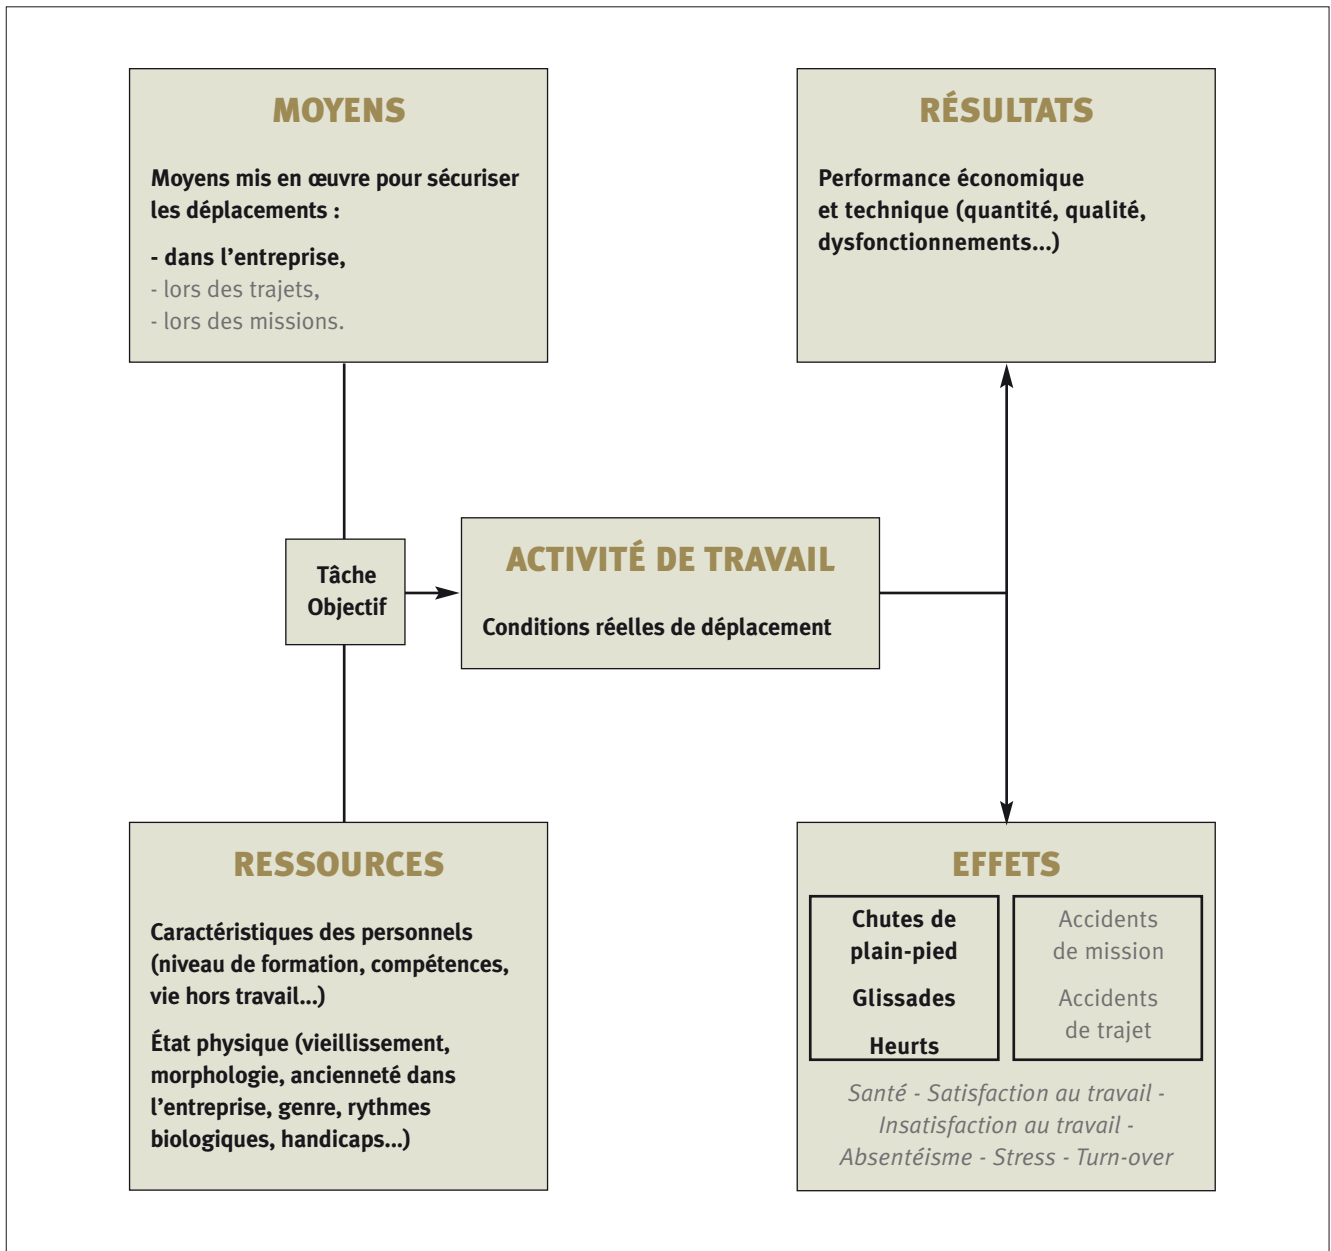 MOYENS
Moyens mis en œuvre pour sécuriser
les déplacements :
- dans l'entreprise,
- lors des trajets,
- lors des missions.
RÉSULTATS
Performance économique
et technique (quantité, qualité,
dysfonctionnements...)
Tâche
Objectif
ACTIVITÉ DE TRAVAIL
Conditions réelles de déplacement
RESSOURCES
Caractéristiques des personnels
(niveau de formation, compétences,
vie hors travail...)
État physique (vieillissement,
morphologie, ancienneté dans
l'entreprise, genre, rythmes
biologiques, handicaps...)
EFFETS
Chutes de
plain-pied
Glissades
Heurts
Accidents
de mission
Accidents
de trajet
Santé - Satisfaction au travail -
Insatisfaction au travail -
Absentéisme - Stress - Turn-over